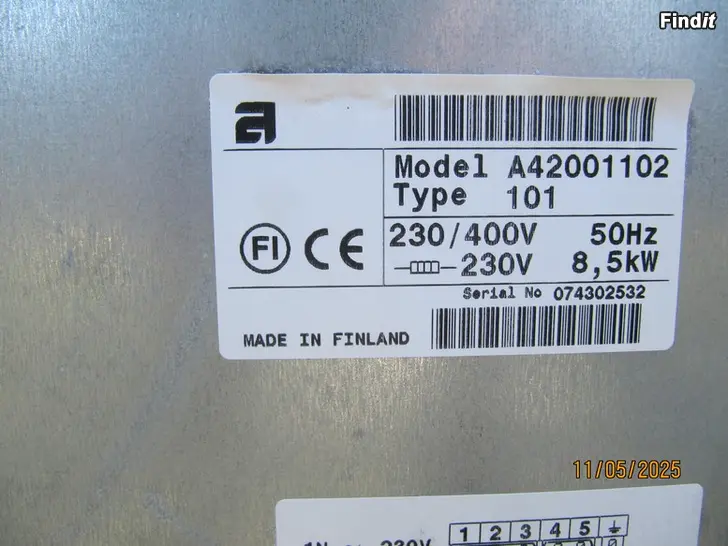 Findit
a
Model A42001102
Type 101
FI CE
230/400V 50Hz
230V 8,5kW
Serial No 074302532
MADE IN FINLAND
11/05/2025
1 2 3 4 5
230V